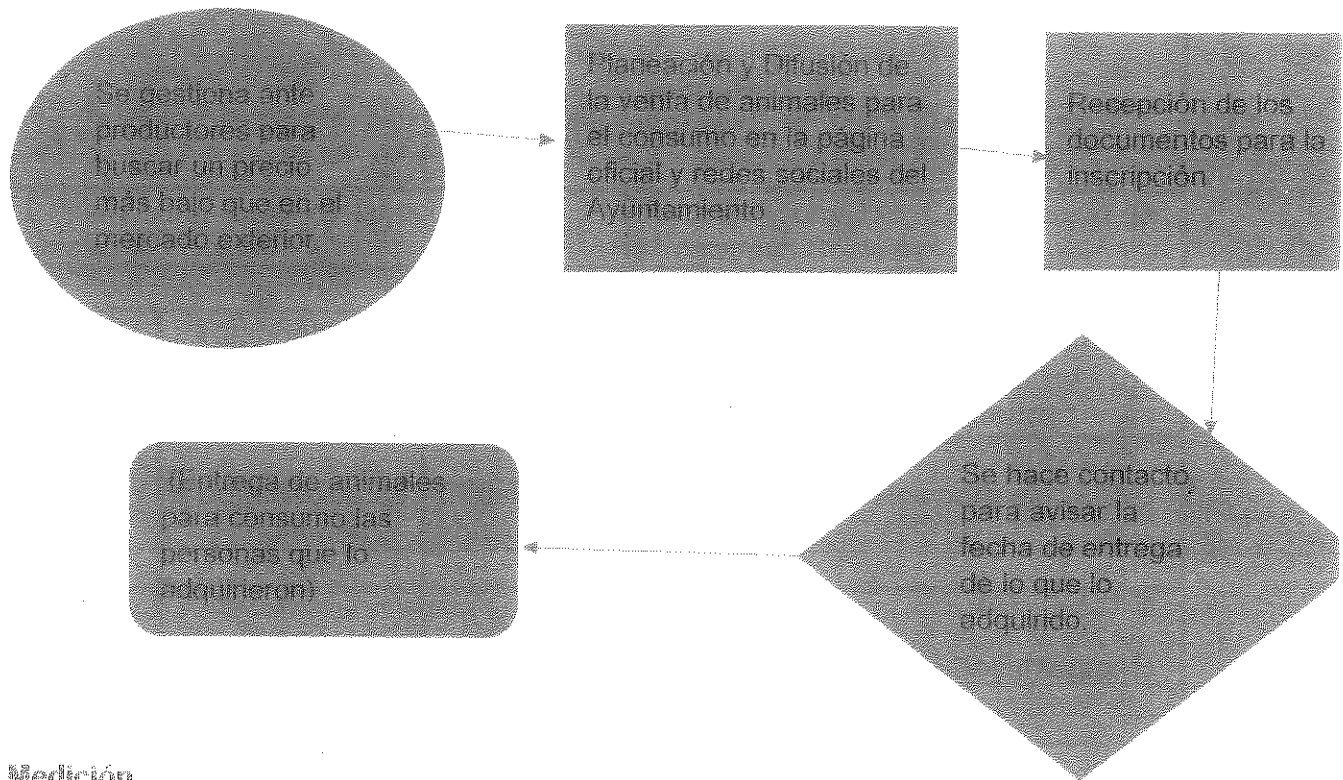 Se gestiona ante
productores para
buscar un precio
más bajo que en el
mercado exterior.
Planeación y Difusión de
la venta de animales para
el consumo en la pagina
oficial y redes sociales del
Ayuntamiento
Recepción de los
documentos para la
Inscripción
Se hace contacto
para avisar la
fecha de entrega
de lo que lo
adquirido.
(Entrega de animales
para consumo las
personas que lo
adquirieron)
Medición